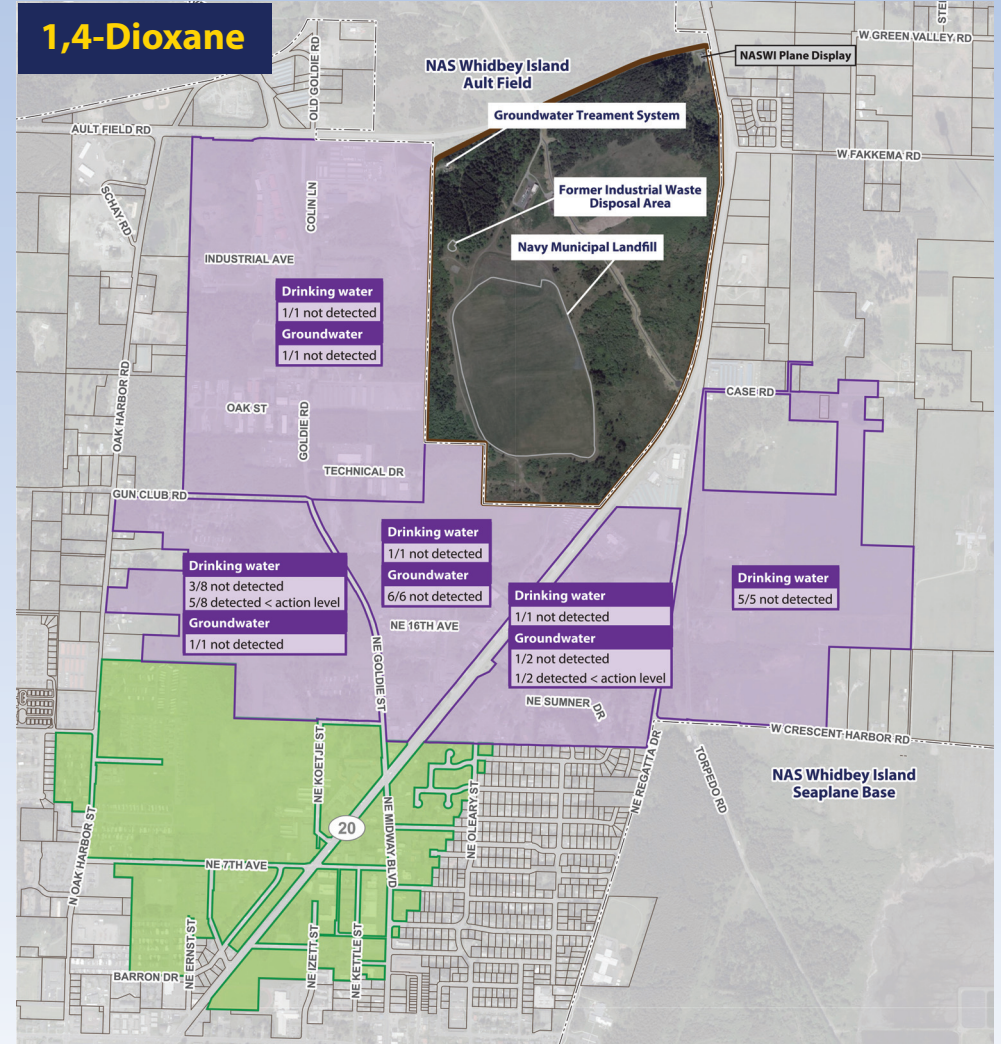 1,4-Dioxane
OLD GOLDIE RD
W GREEN VALLEY RD
NASWI Plane Display
NAS Whidbey Island
Ault Field
Groundwater Treament System
AULT FIELD RD
W FAKKEMA RD
SCHAY RD
COLIN LN
Former Industrial Waste
Disposal Area
Navy Municipal Landfill
INDUSTRIAL AVE
Drinking water
1/1 not detected
Groundwater
1/1 not detected
OAK HARBOR RD
OAK ST
GOLDIE RD
CASE RD
TECHNICAL DR
GUN CLUB RD
Drinking water
3/8 not detected
5/8 detected < action level
Groundwater
1/1 not detected
Drinking water
1/1 not detected
Groundwater
6/6 not detected
NE 16TH AVE
NE GOLDIE ST
Drinking water
1/1 not detected
Groundwater
1/2 not detected
1/2 detected < action level
Drinking water
5/5 not detected
NE SUMNER DR
W CRESCENT HARBOR RD
NAS Whidbey Island
Seaplane Base
NE REGATTA DR
TORPEDO RD
NE KOETJE ST
NE OLEARY ST
NE MIDWAY BLVD
20
N OAK HARBOR ST
NE 7TH AVE
NE ERNST ST
NE IZETT ST
NE KETTLE ST
BARRON DR